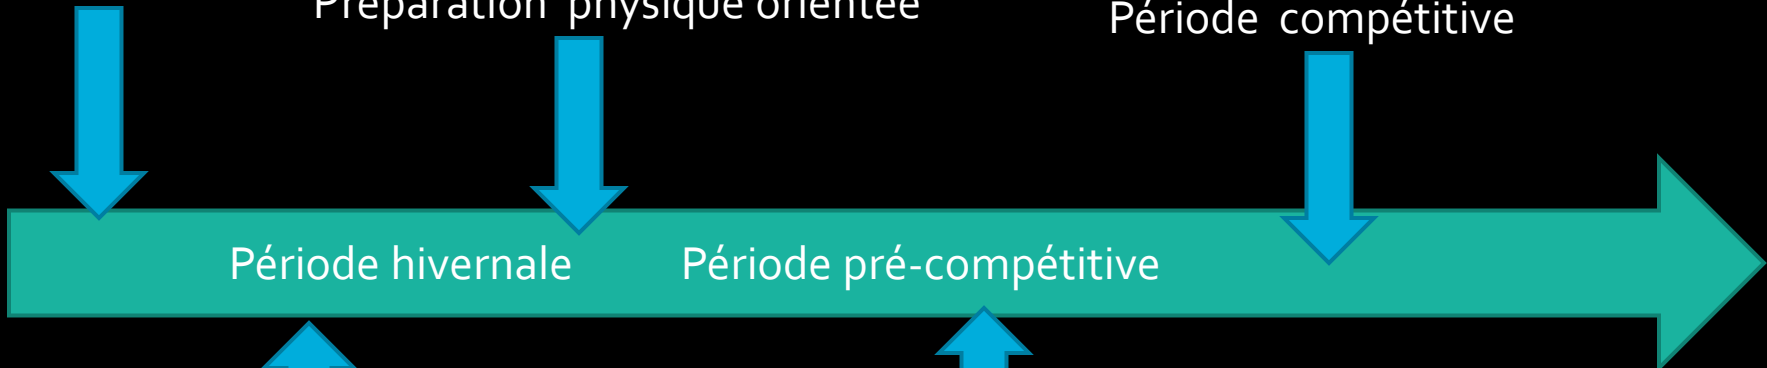 Préparation physique orientée
Période compétitive
Période hivernale
Période pré-compétitive